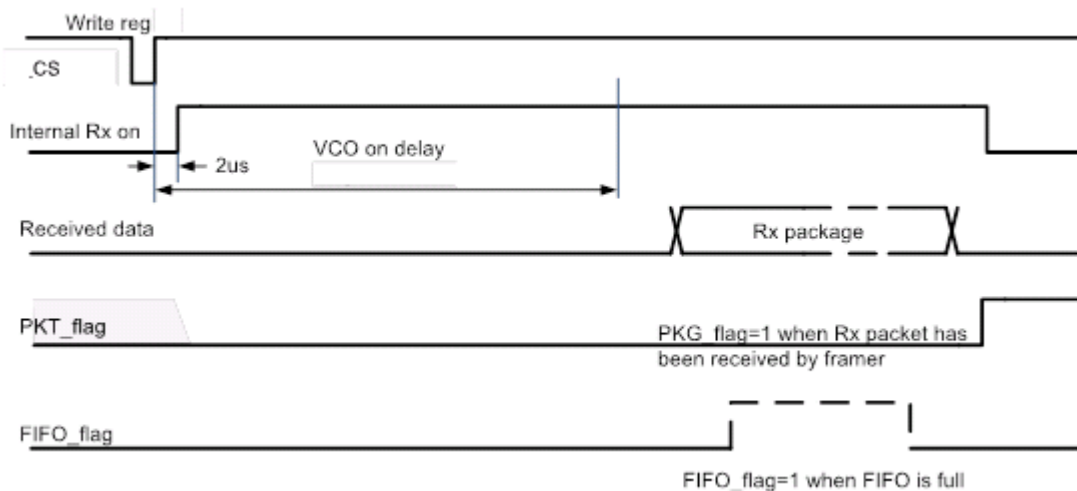 Write reg
_CS
Internal Rx on
2us
VCO on delay
Received data
Rx package
PKT_flag
PKG_flag=1 when Rx packet has
been received by framer
FIFO_flag
FIFO_flag=1 when FIFO is full